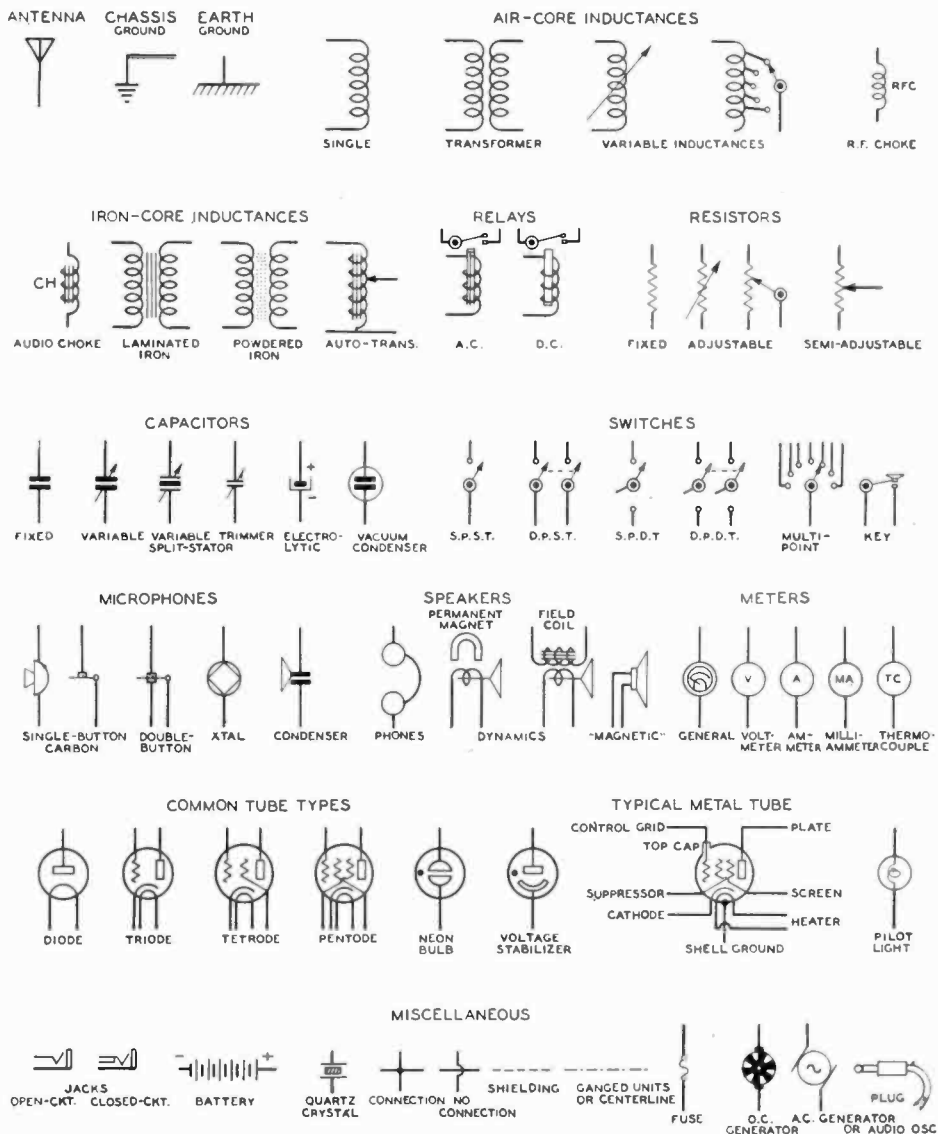 ANTENNA
CHASSIS
GROUND
EARTH
GROUND
AIR-CORE INDUCTANCES
SINGLE
TRANSFORMER
VARIABLE INDUCTANCES
RFC
R.F. CHOKE
IRON-CORE INDUCTANCES
CH
AUDIO CHOKE
LAMINATED
IRON
POWDERED
IRON
AUTO-TRANS.
RELAYS
A.C.
D.C.
RESISTORS
FIXED
ADJUSTABLE
SEMI-ADJUSTABLE
CAPACITORS
FIXED
VARIABLE
VARIABLE
SPLIT-STATOR
TRIMMER
+
-
ELECTRO-
LYTIC
VACUUM
CONDENSER
SWITCHES
S.P.S.T.
D.P.S.T.
S.P.D.T
D.P.D.T.
MULTI-
POINT
KEY
MICROPHONES
SINGLE-BUTTON
CARBON
DOUBLE-
BUTTON
XTAL
CONDENSER
SPEAKERS
PERMANENT
MAGNET
FIELD
COIL
PHONES
DYNAMICS
"MAGNETIC"
METERS
V
A
MA
TC
GENERAL
VOLT-
METER
AM-
METER
MILLI-
AMMETER
THERMO-
COUPLE
COMMON TUBE TYPES
DIODE
TRIODE
TETRODE
PENTODE
NEON
BULB
VOLTAGE
STABILIZER
TYPICAL METAL TUBE
CONTROL GRID
PLATE
TOP CAP
SUPPRESSOR
SCREEN
CATHODE
HEATER
SHELL GROUND
PILOT
LIGHT
MISCELLANEOUS
JACKS
OPEN-CKT. CLOSED-CKT.
- +
BATTERY
QUARTZ
CRYSTAL
CONNECTION
NO
CONNECTION
SHIELDING
GANGED UNITS
OR CENTERLINE
FUSE
D.C.
GENERATOR
A.C. GENERATOR
OR AUDIO OSC
PLUG